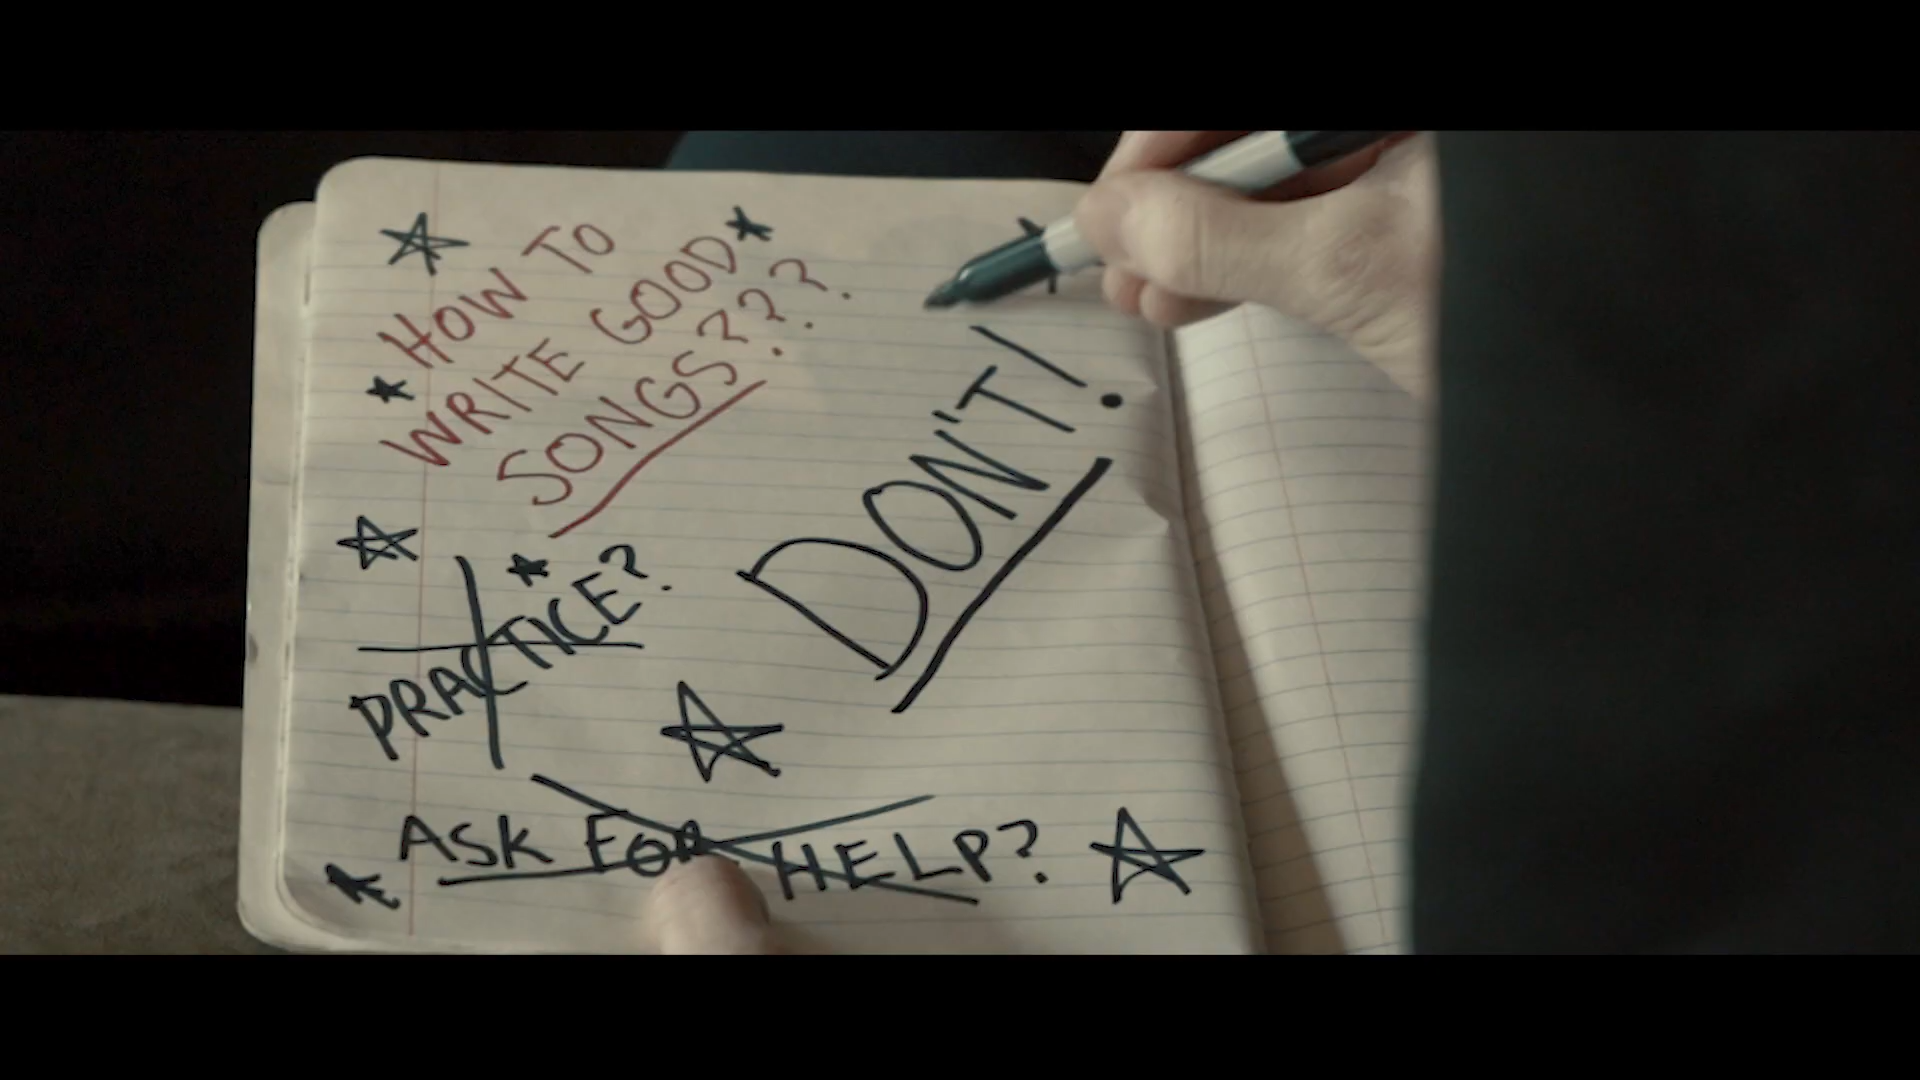 HOW TO
WRITE GOOD
SONGS???
DON'T!
PRACTICE?
ASK FOR HELP?